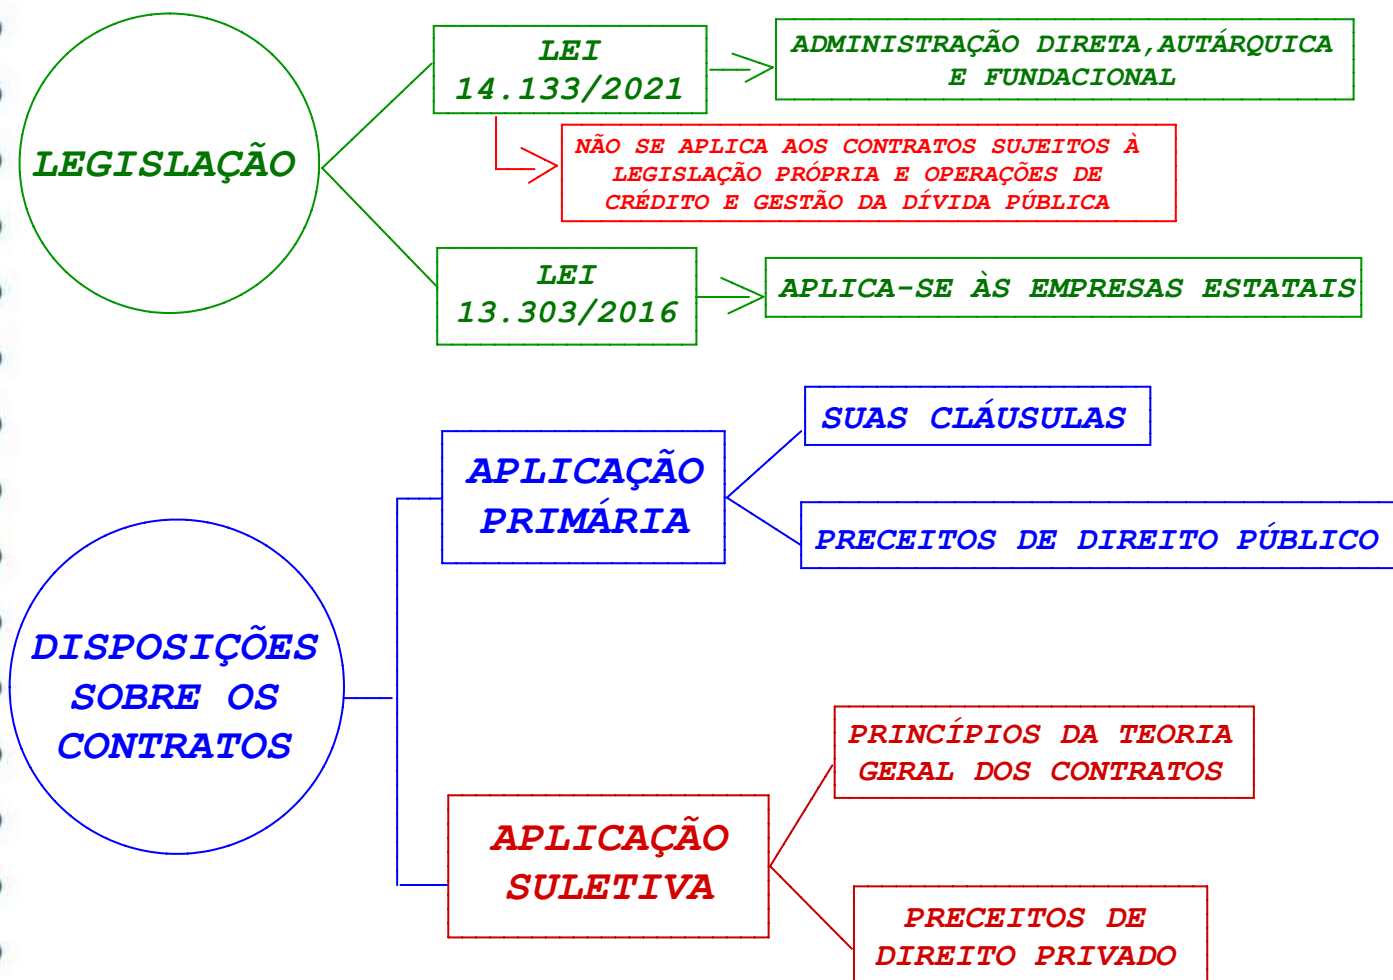 LEGISLAÇÃO
LEI
14.133/2021
ADMINISTRAÇÃO DIRETA,AUTÁRQUICA
E FUNDACIONAL
NÃO SE APLICA AOS CONTRATOS SUJEITOS À
LEGISLAÇÃO PRÓPRIA E OPERAÇÕES DE
CRÉDITO E GESTÃO DA DÍVIDA PÚBLICA
LEI
13.303/2016
APLICA-SE ÀS EMPRESAS ESTATAIS
DISPOSIÇÕES
SOBRE OS
CONTRATOS
APLICAÇÃO
PRIMÁRIA
SUAS CLÁUSULAS
PRECEITOS DE DIREITO PÚBLICO
APLICAÇÃO
SULETIVA
PRINCÍPIOS DA TEORIA
GERAL DOS CONTRATOS
PRECEITOS DE
DIREITO PRIVADO